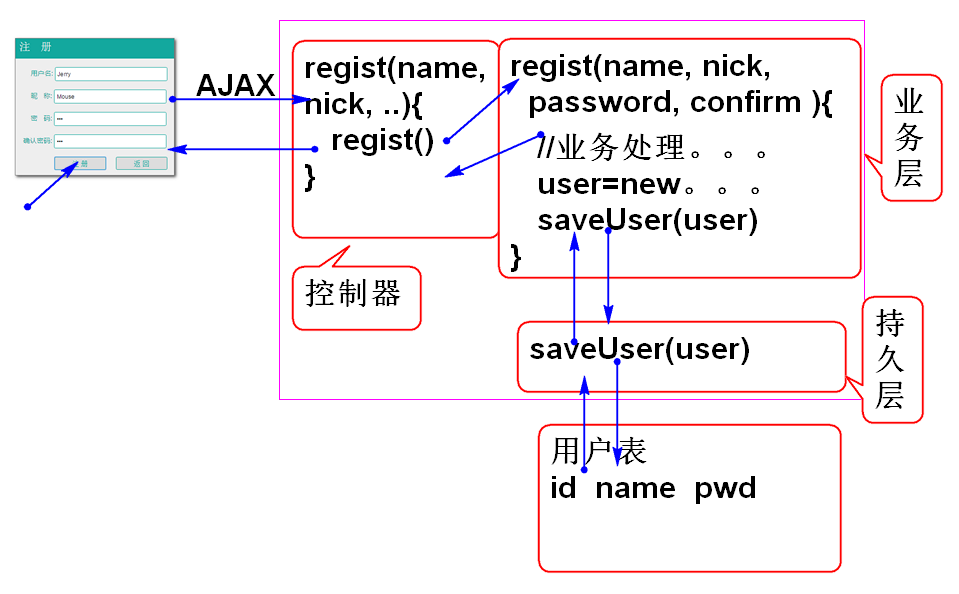 注 册
用户名: Jerry
昵 称: Mouse
密 码: •••
确认密码: •••
注 册
返 回
AJAX
regist(name,
nick, ..){
regist()
}
控制器
regist(name, nick,
password, confirm ){
//业务处理。。。
user=new。。。
saveUser(user)
}
业
务
层
saveUser(user)
持
久
层
用户表
id name pwd